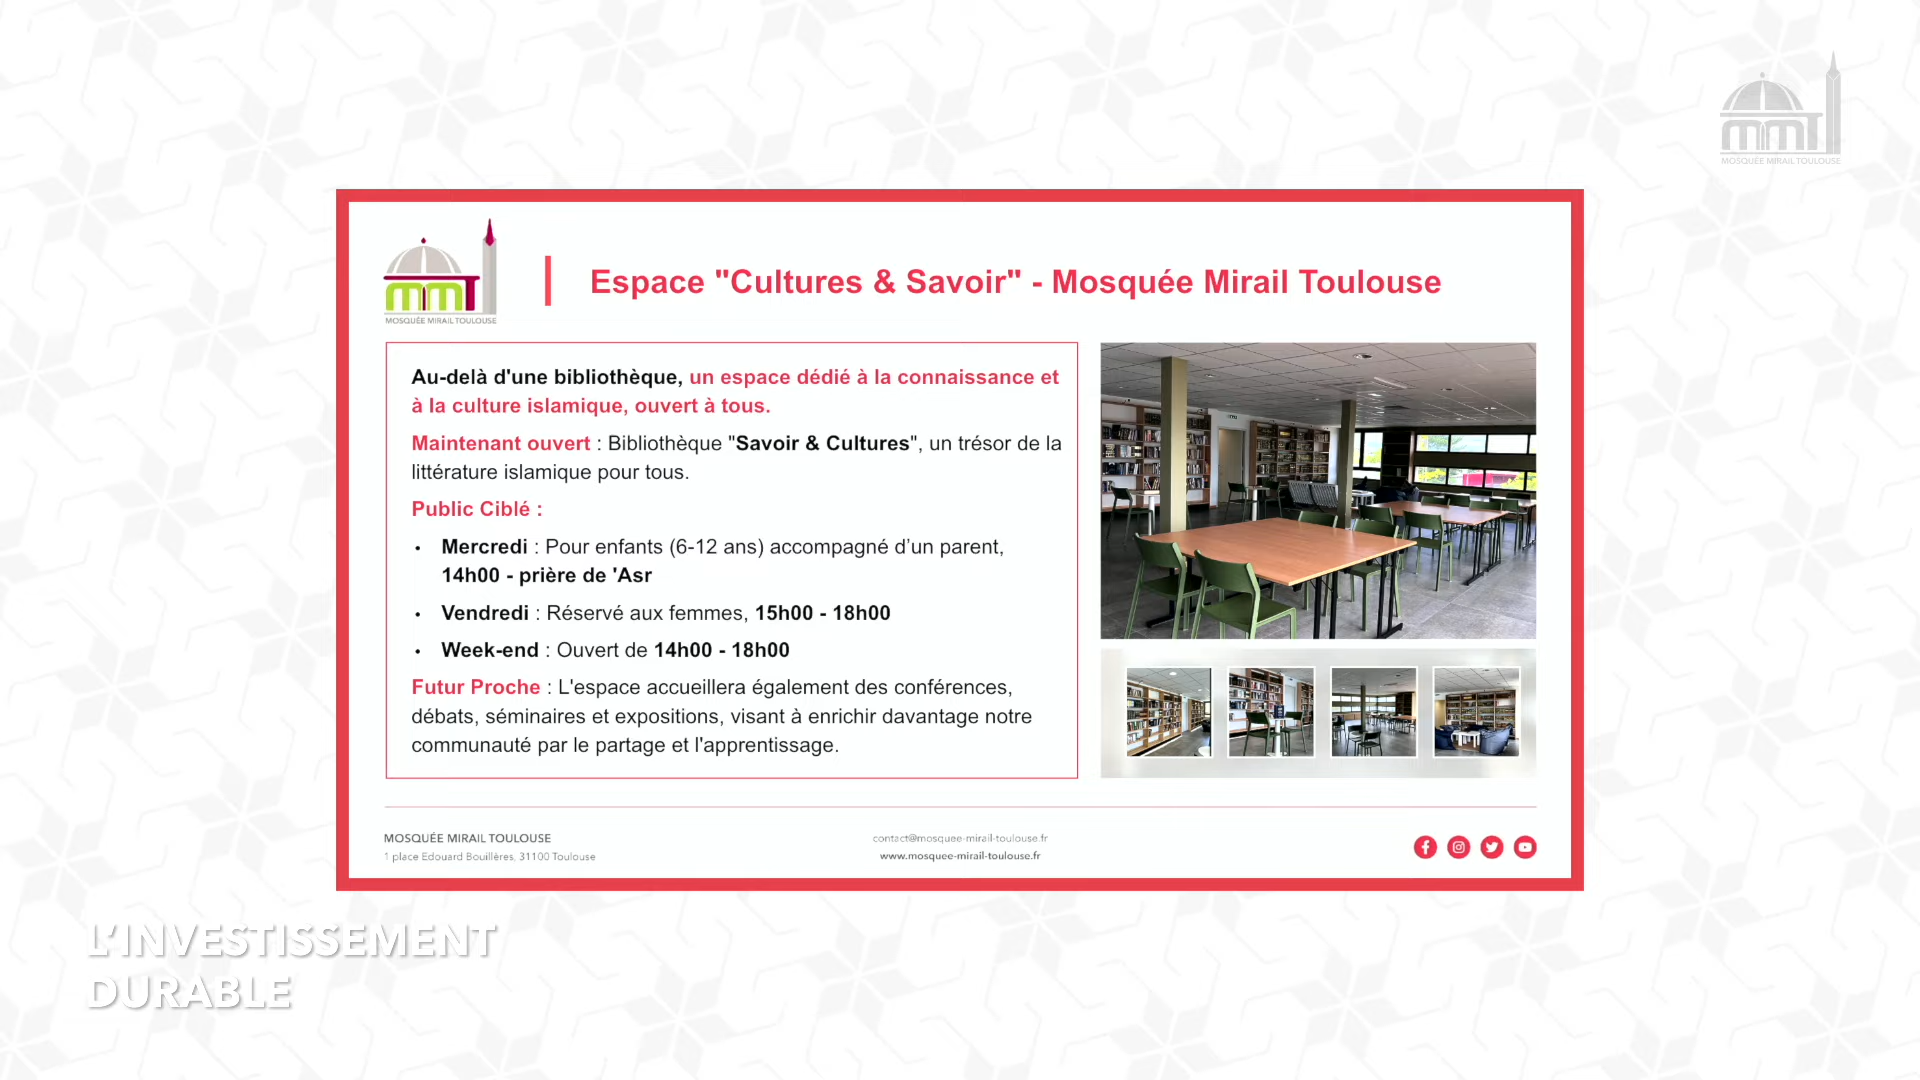 mmT
MOSQUÉE MIRAIL TOULOUSE
mmT
MOSQUÉE MIRAIL TOULOUSE
Espace "Cultures & Savoir" - Mosquée Mirail Toulouse
Au-delà d'une bibliothèque, un espace dédié à la connaissance et
à la culture islamique, ouvert à tous.
Maintenant ouvert : Bibliothèque "Savoir & Cultures", un trésor de la
littérature islamique pour tous.
Public Ciblé :
• Mercredi : Pour enfants (6-12 ans) accompagné d’un parent,
14h00 - prière de 'Asr
• Vendredi : Réservé aux femmes, 15h00 - 18h00
• Week-end : Ouvert de 14h00 - 18h00
Futur Proche : L'espace accueillera également des conférences,
débats, séminaires et expositions, visant à enrichir davantage notre
communauté par le partage et l'apprentissage.
MOSQUÉE MIRAIL TOULOUSE
1 place Edouard Bouillères, 31100 Toulouse
contact@mosquee-mirail-toulouse.fr
www.mosquee-mirail-toulouse.fr
L’INVESTISSEMENT
DURABLE